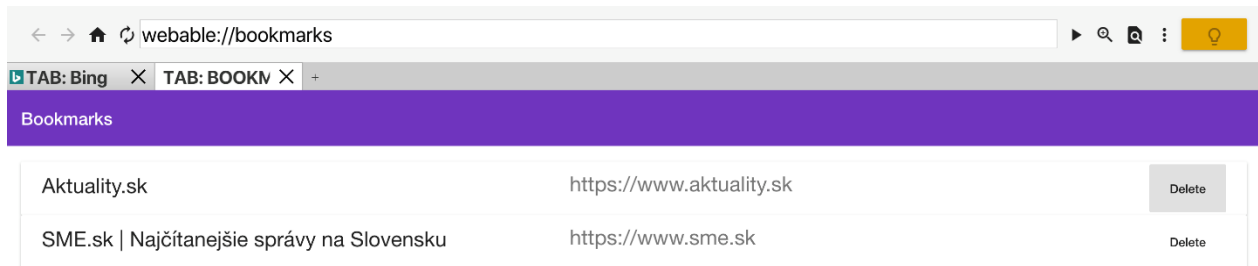 webable://bookmarks
TAB: Bing TAB: BOOKM +
Bookmarks
Aktuality.sk https://www.aktuality.sk Delete
SME.sk | Najčítanejšie správy na Slovensku https://www.sme.sk Delete